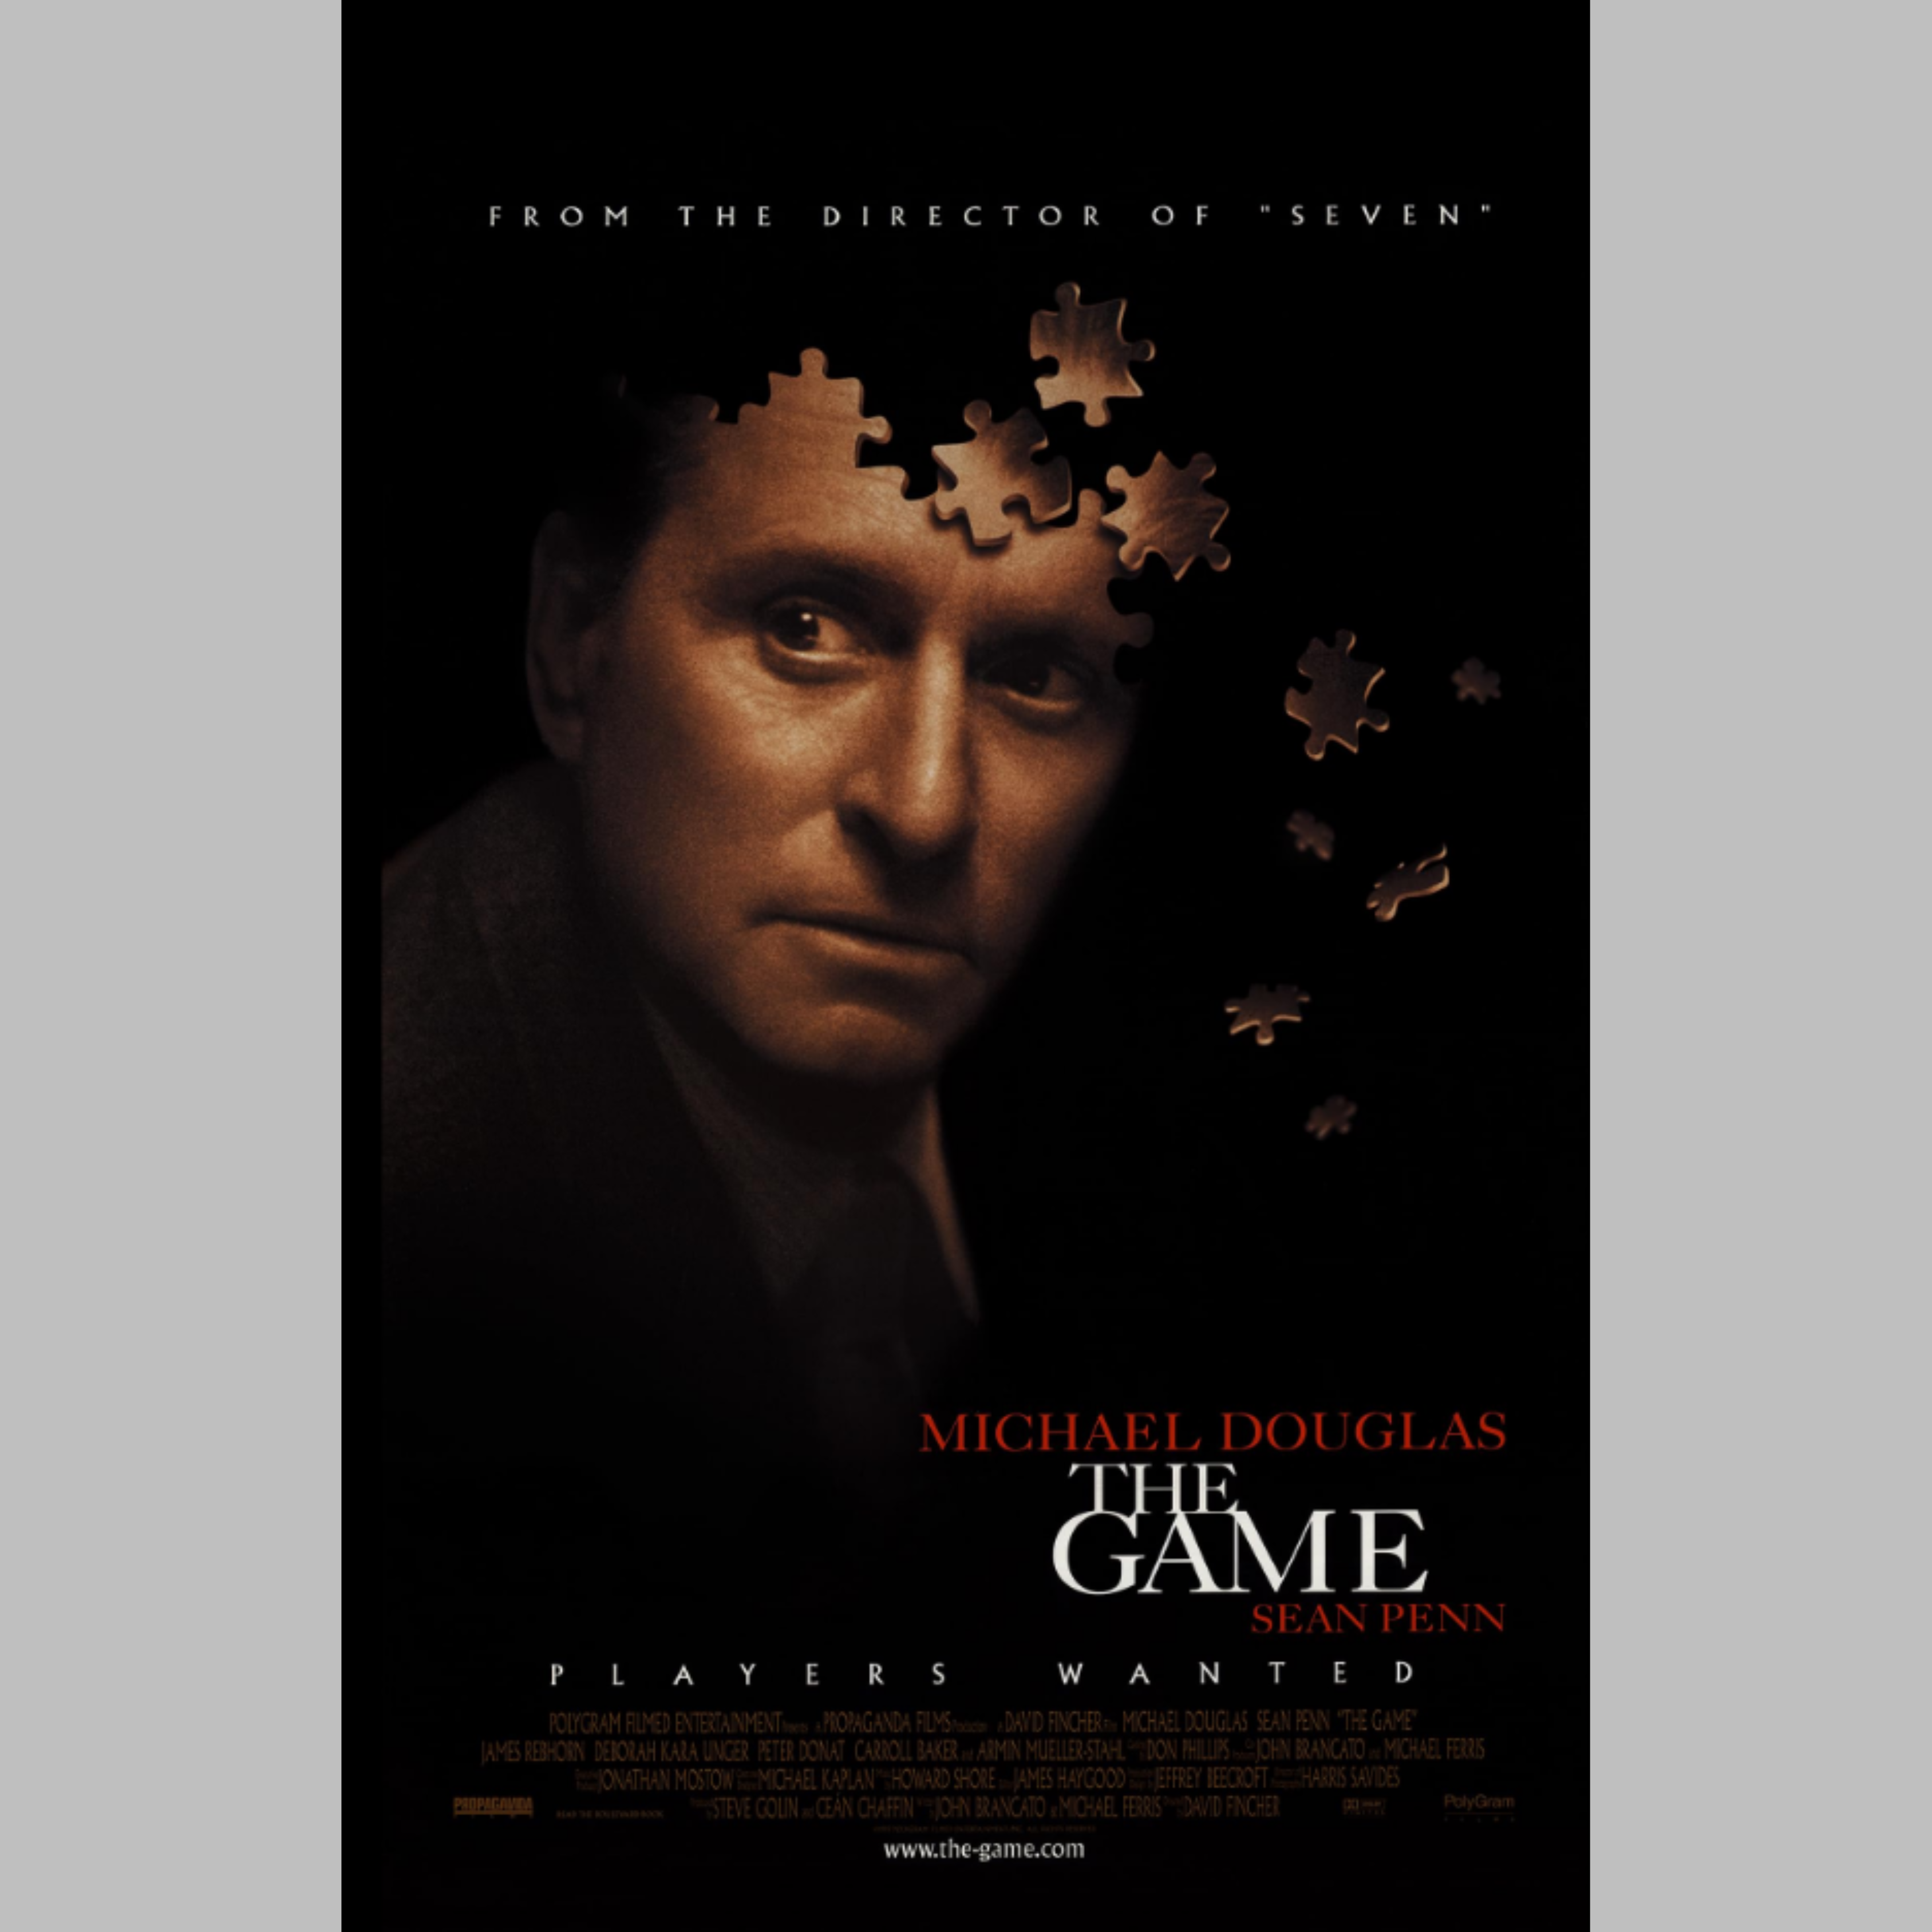 FROM THE DIRECTOR OF "SEVEN"
MICHAEL DOUGLAS
THE
GAME
SEAN PENN
PLAYERS WANTED
POLYGRAM FILMED ENTERTAINMENT PROPAGANDA FILMS DAVID FINCHER MICHAEL DOUGLAS SEAN PENN "THE GAME"
JAMES REBHORN DEBORAH KARA UNGER PETER DONAT CARROLL BAKER and ARMIN MUELLER-STAHL DON PHILLIPS JOHN BRANCATO and MICHAEL FERRIS
JONATHAN MOSTOW MICHAEL KAPLAN HOWARD SHORE JAMES HAYGOOD JEFFREY BEECROFT HARRIS SAVIDES
PROPAGANDA STEVE GOLIN and CEÁN CHAFFIN JOHN BRANCATO & MICHAEL FERRIS DAVID FINCHER PolyGram
www.the-game.com